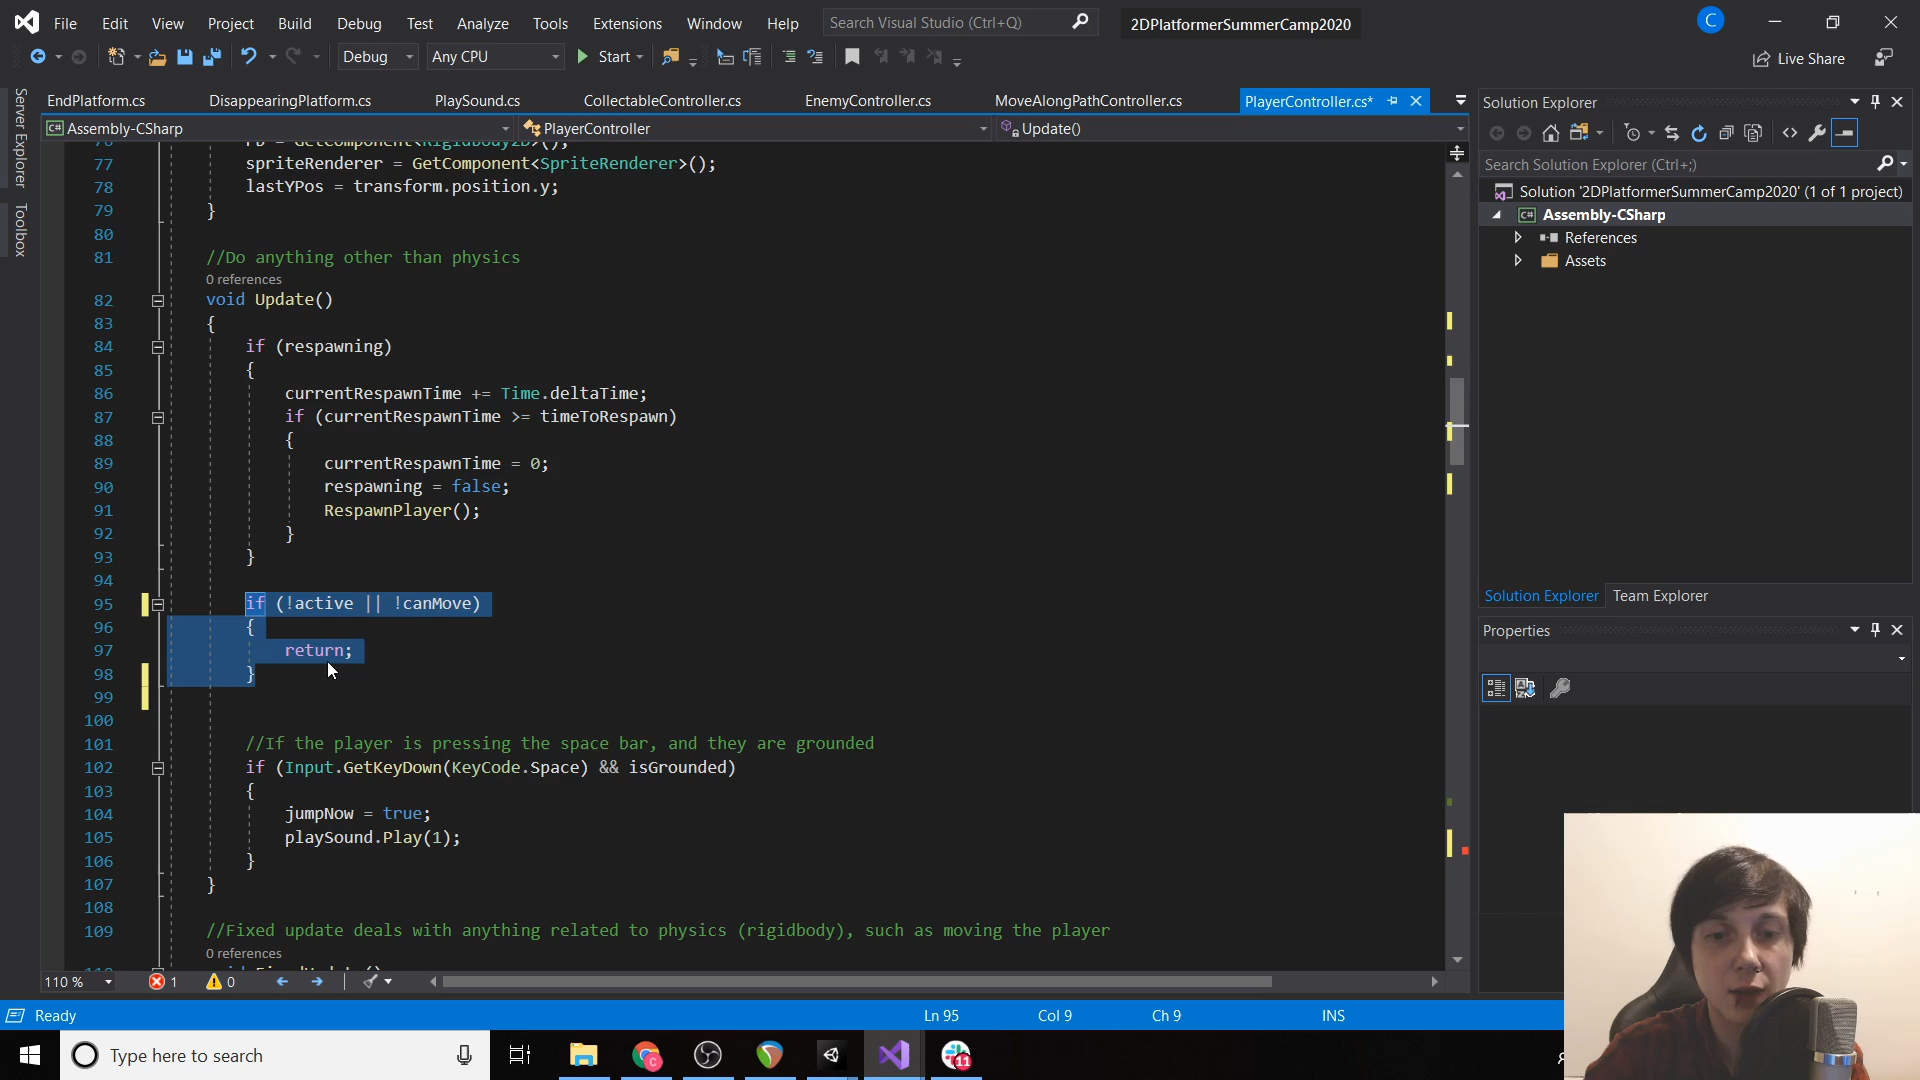 File Edit View Project Build Debug Test Analyze Tools Extensions Window Help Search Visual Studio (Ctrl+Q) 2DPlatformerSummerCamp2020 C
Debug Any CPU Start Live Share
Server Explorer
Toolbox
EndPlatform.cs DisappearingPlatform.cs PlaySound.cs CollectableController.cs EnemyController.cs MoveAlongPathController.cs PlayerController.cs*
C# Assembly-CSharp PlayerController Update()
77 spriteRenderer = GetComponent<SpriteRenderer>();
78 lastYPos = transform.position.y;
79 }
80
81 //Do anything other than physics
0 references
82 void Update()
83 {
84 if (respawning)
85 {
86 currentRespawnTime += Time.deltaTime;
87 if (currentRespawnTime >= timeToRespawn)
88 {
89 currentRespawnTime = 0;
90 respawning = false;
91 RespawnPlayer();
92 }
93 }
94
95 if (!active || !canMove)
96 {
97 return;
98 }
99
100
101 //If the player is pressing the space bar, and they are grounded
102 if (Input.GetKeyDown(KeyCode.Space) && isGrounded)
103 {
104 jumpNow = true;
105 playSound.Play(1);
106 }
107 }
108
109 //Fixed update deals with anything related to physics (rigidbody), such as moving the player
0 references
110 % 1 0
Solution Explorer
Search Solution Explorer (Ctrl+;)
Solution '2DPlatformerSummerCamp2020' (1 of 1 project)
C# Assembly-CSharp
References
Assets
Solution Explorer Team Explorer
Properties
Ready Ln 95 Col 9 Ch 9 INS
Type here to search 11